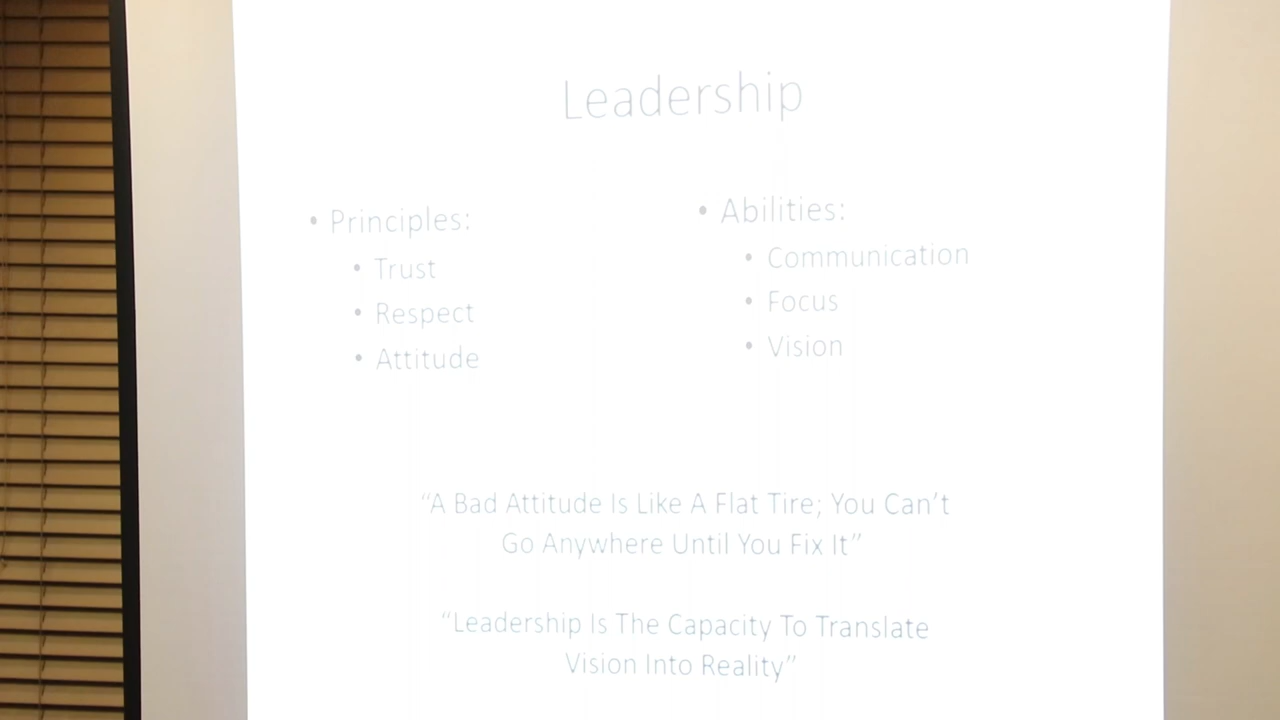 Leadership
• Principles:
• Trust
• Respect
• Attitude
• Abilities:
• Communication
• Focus
• Vision
“A Bad Attitude Is Like A Flat Tire; You Can’t
Go Anywhere Until You Fix It”
“Leadership Is The Capacity To Translate
Vision Into Reality”